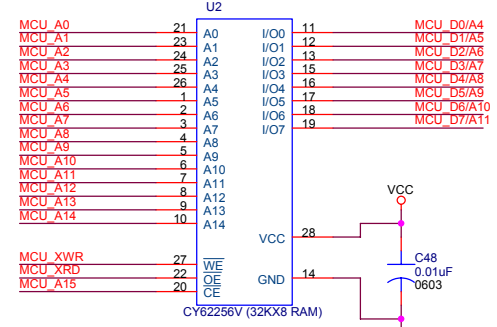 U2
MCU_A0 21 A0 I/O0 11 MCU_D0/A4
MCU_A1 23 A1 I/O1 12 MCU_D1/A5
MCU_A2 24 A2 I/O2 13 MCU_D2/A6
MCU_A3 25 A3 I/O3 15 MCU_D3/A7
MCU_A4 26 A4 I/O4 16 MCU_D4/A8
MCU_A5 1 A5 I/O5 17 MCU_D5/A9
MCU_A6 2 A6 I/O6 18 MCU_D6/A10
MCU_A7 3 A7 I/O7 19 MCU_D7/A11
MCU_A8 4 A8
MCU_A9 5 A9
MCU_A10 6 A10
MCU_A11 7 A11
MCU_A12 8 A12
MCU_A13 9 A13
MCU_A14 10 A14
VCC
VCC 28
MCU_XWR 27 WE
MCU_XRD 22 OE GND 14
MCU_A15 20 CE
C48
0.01uF
0603
CY62256V (32KX8 RAM)